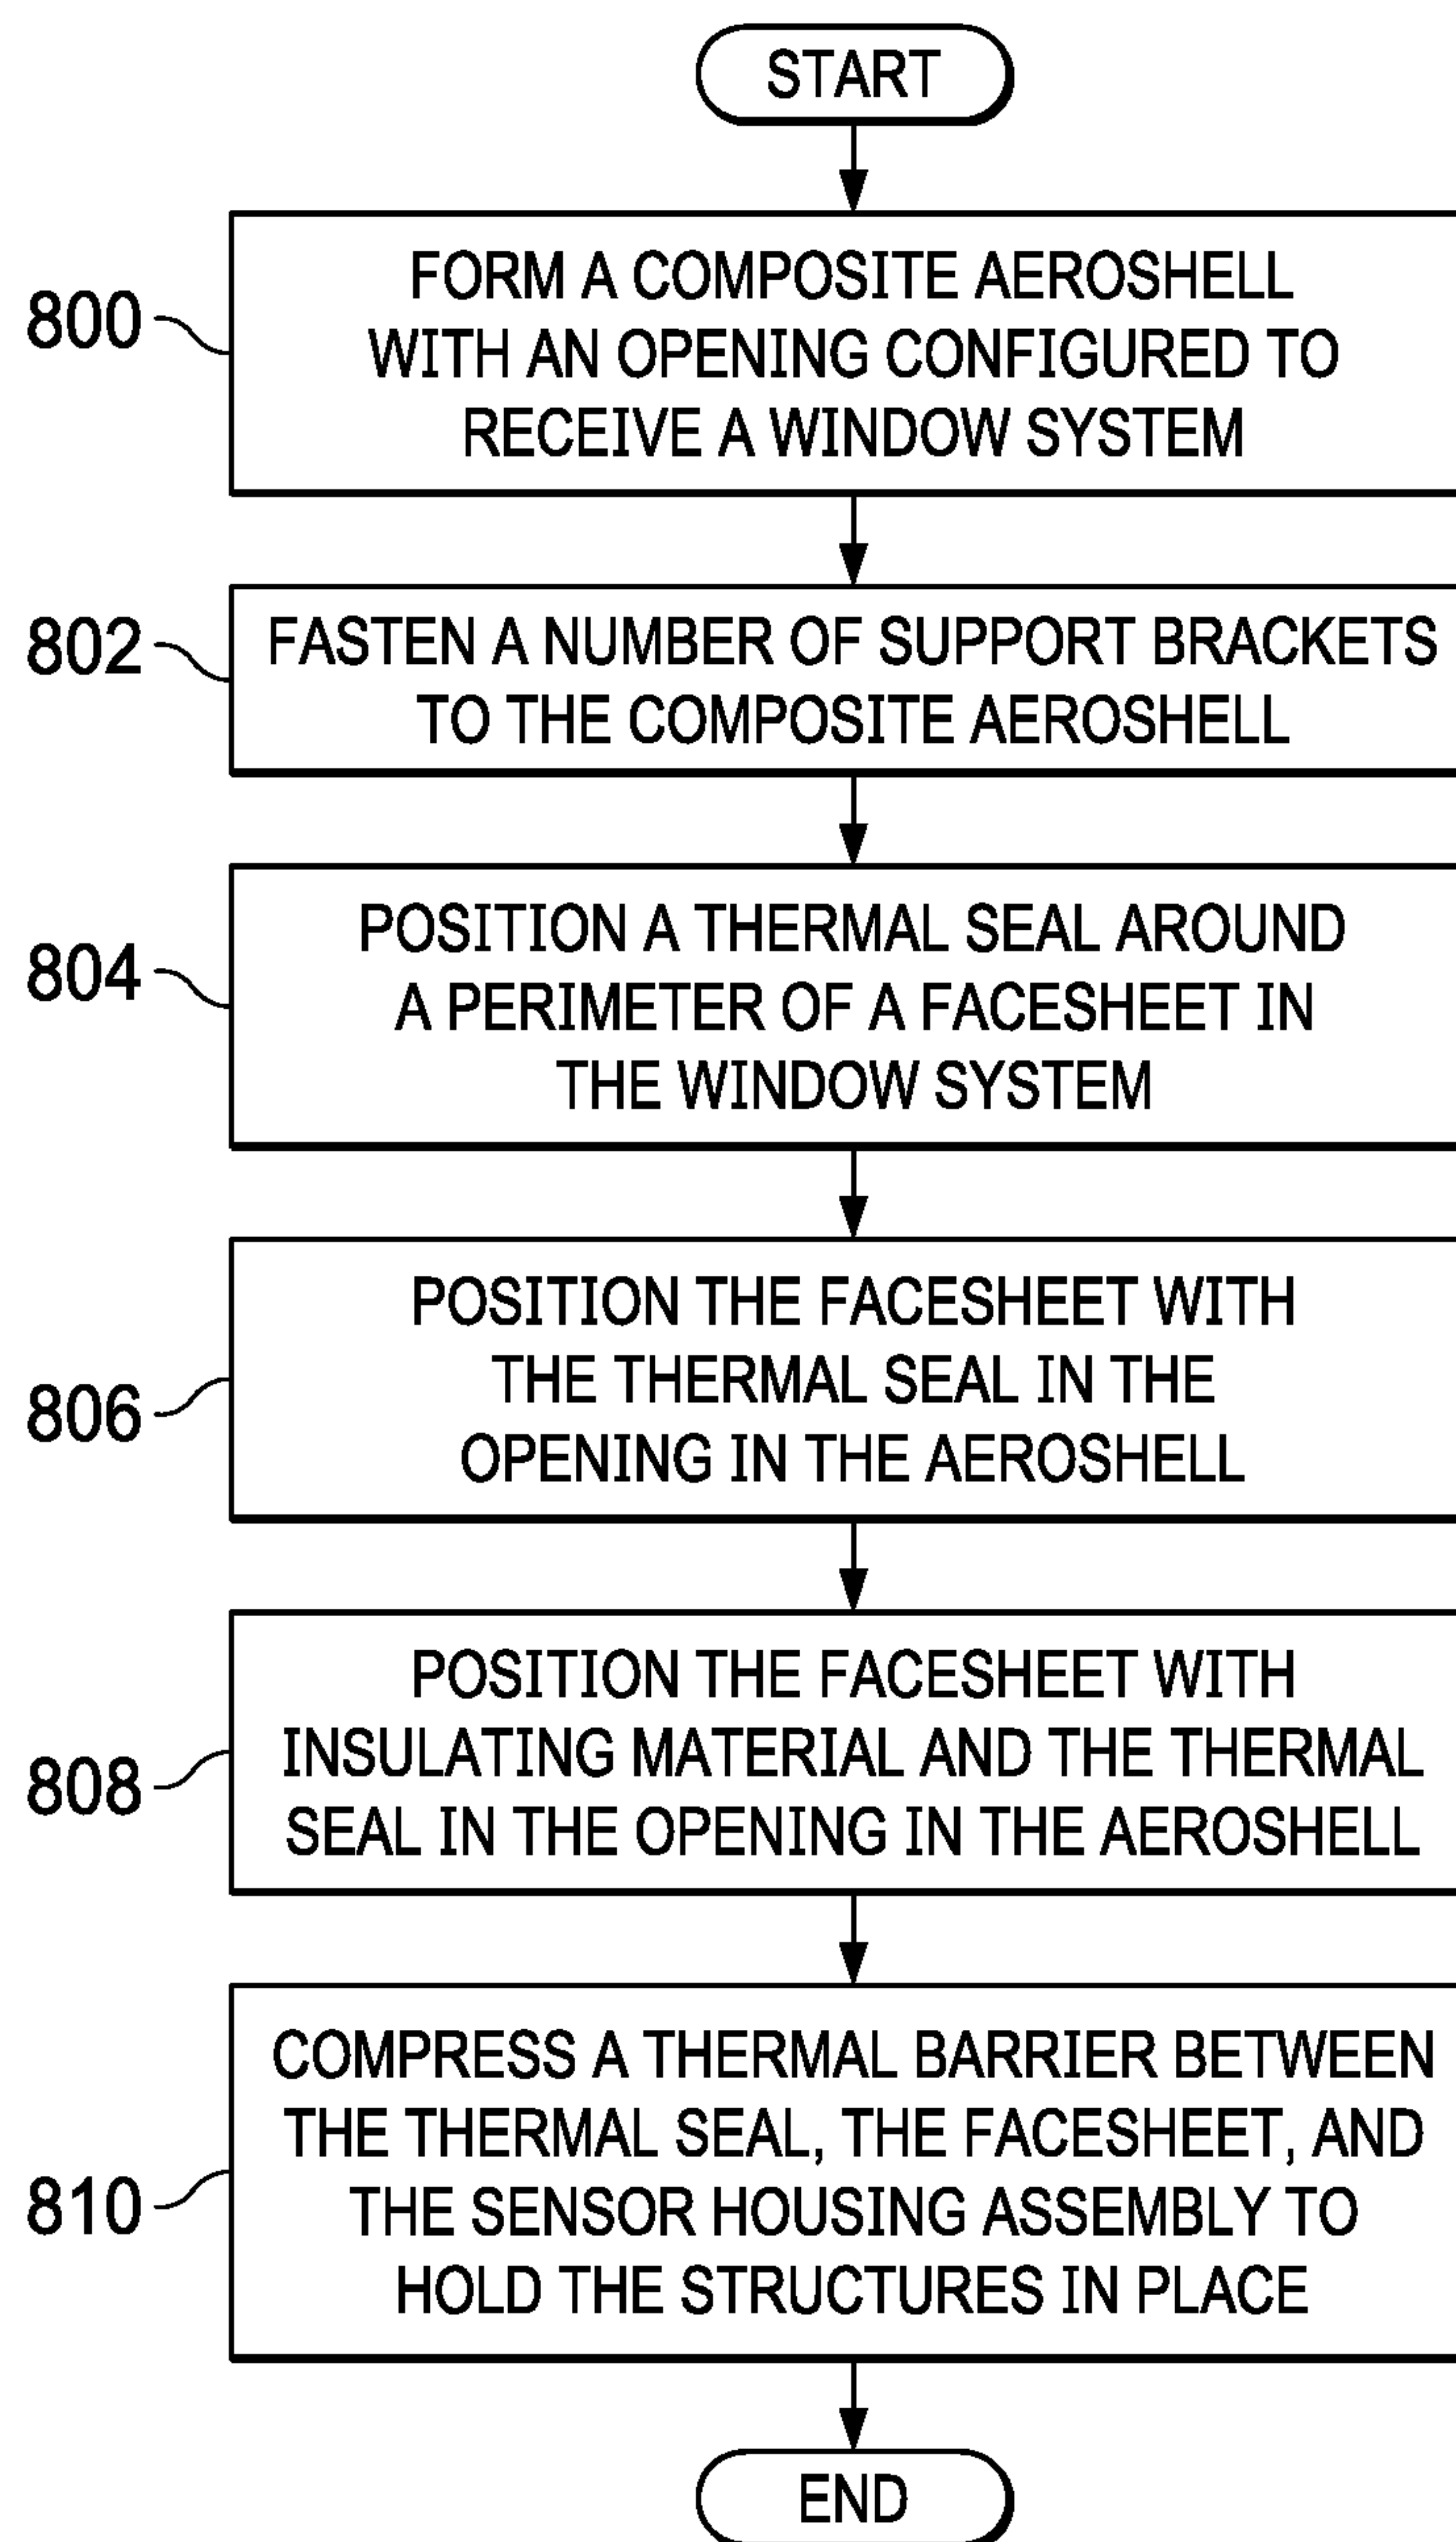 START
800
FORM A COMPOSITE AEROSHELL
WITH AN OPENING CONFIGURED TO
RECEIVE A WINDOW SYSTEM
802
FASTEN A NUMBER OF SUPPORT BRACKETS
TO THE COMPOSITE AEROSHELL
804
POSITION A THERMAL SEAL AROUND
A PERIMETER OF A FACESHEET IN
THE WINDOW SYSTEM
806
POSITION THE FACESHEET WITH
THE THERMAL SEAL IN THE
OPENING IN THE AEROSHELL
808
POSITION THE FACESHEET WITH
INSULATING MATERIAL AND THE THERMAL
SEAL IN THE OPENING IN THE AEROSHELL
810
COMPRESS A THERMAL BARRIER BETWEEN
THE THERMAL SEAL, THE FACESHEET, AND
THE SENSOR HOUSING ASSEMBLY TO
HOLD THE STRUCTURES IN PLACE
END